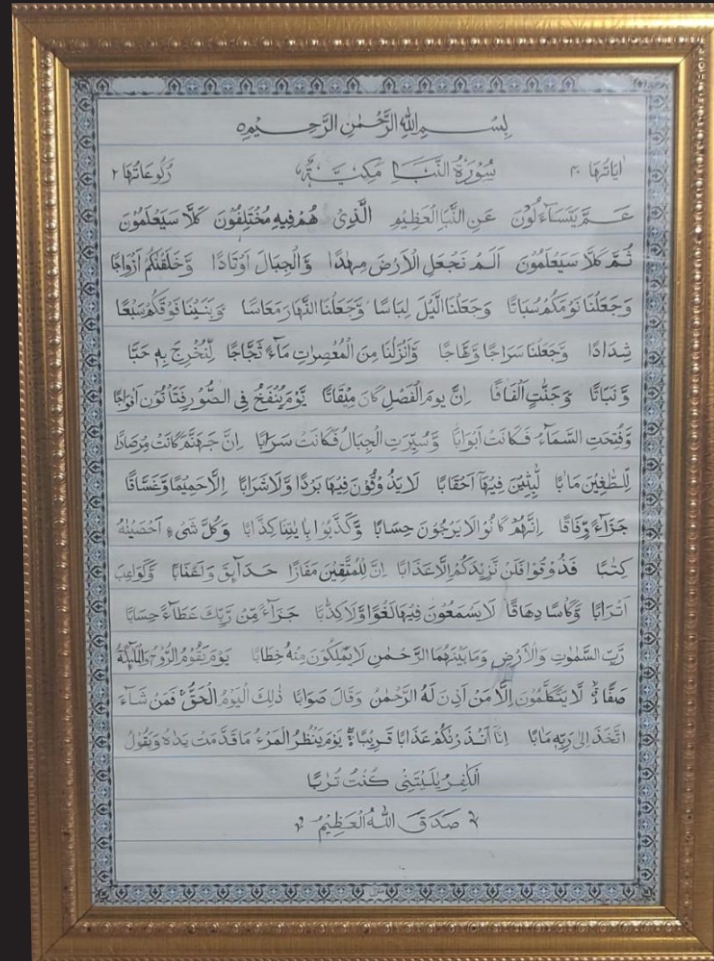 بِسْمِ اللهِ الرَّحْمٰنِ الرَّحِيْمِ
اٰيَاتُهَا ۴۰ سُوْرَةُ النَّبَاِ مَكِّيَّةٌ رُكُوْعَاتُهَا ۲
عَمَّ يَتَسَآءَلُوْنَ عَنِ النَّبَاِ الْعَظِيْمِ الَّذِىْ هُمْ فِيْهِ مُخْتَلِفُوْنَ كَلَّا سَيَعْلَمُوْنَ
ثُمَّ كَلَّا سَيَعْلَمُوْنَ اَلَمْ نَجْعَلِ الْاَرْضَ مِهٰدًا وَّالْجِبَالَ اَوْتَادًا وَّخَلَقْنٰكُمْ اَزْوَاجًا
وَجَعَلْنَا نَوْمَكُمْ سُبَاتًا وَجَعَلْنَا الَّيْلَ لِبَاسًا وَّجَعَلْنَا النَّهَارَ مَعَاشًا وَّبَنَيْنَا فَوْقَكُمْ سَبْعًا
شِدَادًا وَّجَعَلْنَا سِرَاجًا وَّهَّاجًا وَّاَنْزَلْنَا مِنَ الْمُعْصِرٰتِ مَآءً ثَجَّاجًا لِّنُخْرِجَ بِهٖ حَبًّا
وَّنَبَاتًا وَّجَنّٰتٍ اَلْفَافًا اِنَّ يَوْمَ الْفَصْلِ كَانَ مِيْقَاتًا يَّوْمَ يُنْفَخُ فِى الصُّوْرِ فَتَاْتُوْنَ اَفْوَاجًا
وَّفُتِحَتِ السَّمَآءُ فَكَانَتْ اَبْوَابًا وَّسُيِّرَتِ الْجِبَالُ فَكَانَتْ سَرَابًا اِنَّ جَهَنَّمَ كَانَتْ مِرْصَادًا
لِّلطّٰغِيْنَ مَاٰبًا لّٰبِثِيْنَ فِيْهَآ اَحْقَابًا لَا يَذُوْقُوْنَ فِيْهَا بَرْدًا وَّلَا شَرَابًا اِلَّا حَمِيْمًا وَّغَسَّاقًا
جَزَآءً وِّفَاقًا اِنَّهُمْ كَانُوْا لَا يَرْجُوْنَ حِسَابًا وَّكَذَّبُوْا بِاٰيٰتِنَا كِذَّابًا وَكُلَّ شَىْءٍ اَحْصَيْنٰهُ
كِتٰبًا فَذُوْقُوْا فَلَنْ نَّزِيْدَكُمْ اِلَّا عَذَابًا اِنَّ لِلْمُتَّقِيْنَ مَفَازًا حَدَآئِقَ وَاَعْنَابًا وَّكَوَاعِبَ
اَتْرَابًا وَّكَاْسًا دِهَاقًا لَا يَسْمَعُوْنَ فِيْهَا لَغْوًا وَّلَا كِذّٰبًا جَزَآءً مِّنْ رَّبِّكَ عَطَآءً حِسَابًا
رَّبِّ السَّمٰوٰتِ وَالْاَرْضِ وَمَا بَيْنَهُمَا الرَّحْمٰنِ لَا يَمْلِكُوْنَ مِنْهُ خِطَابًا يَوْمَ يَقُوْمُ الرُّوْحُ وَالْمَلٰٓئِكَةُ
صَفًّا لَّا يَتَكَلَّمُوْنَ اِلَّا مَنْ اَذِنَ لَهُ الرَّحْمٰنُ وَقَالَ صَوَابًا ذٰلِكَ الْيَوْمُ الْحَقُّ فَمَنْ شَآءَ
اتَّخَذَ اِلٰى رَبِّهٖ مَاٰبًا اِنَّآ اَنْذَرْنٰكُمْ عَذَابًا قَرِيْبًا يَوْمَ يَنْظُرُ الْمَرْءُ مَا قَدَّمَتْ يَدٰهُ وَيَقُوْلُ
الْكٰفِرُ يٰلَيْتَنِىْ كُنْتُ تُرٰبًا
صَدَقَ اللهُ الْعَظِيْمُ